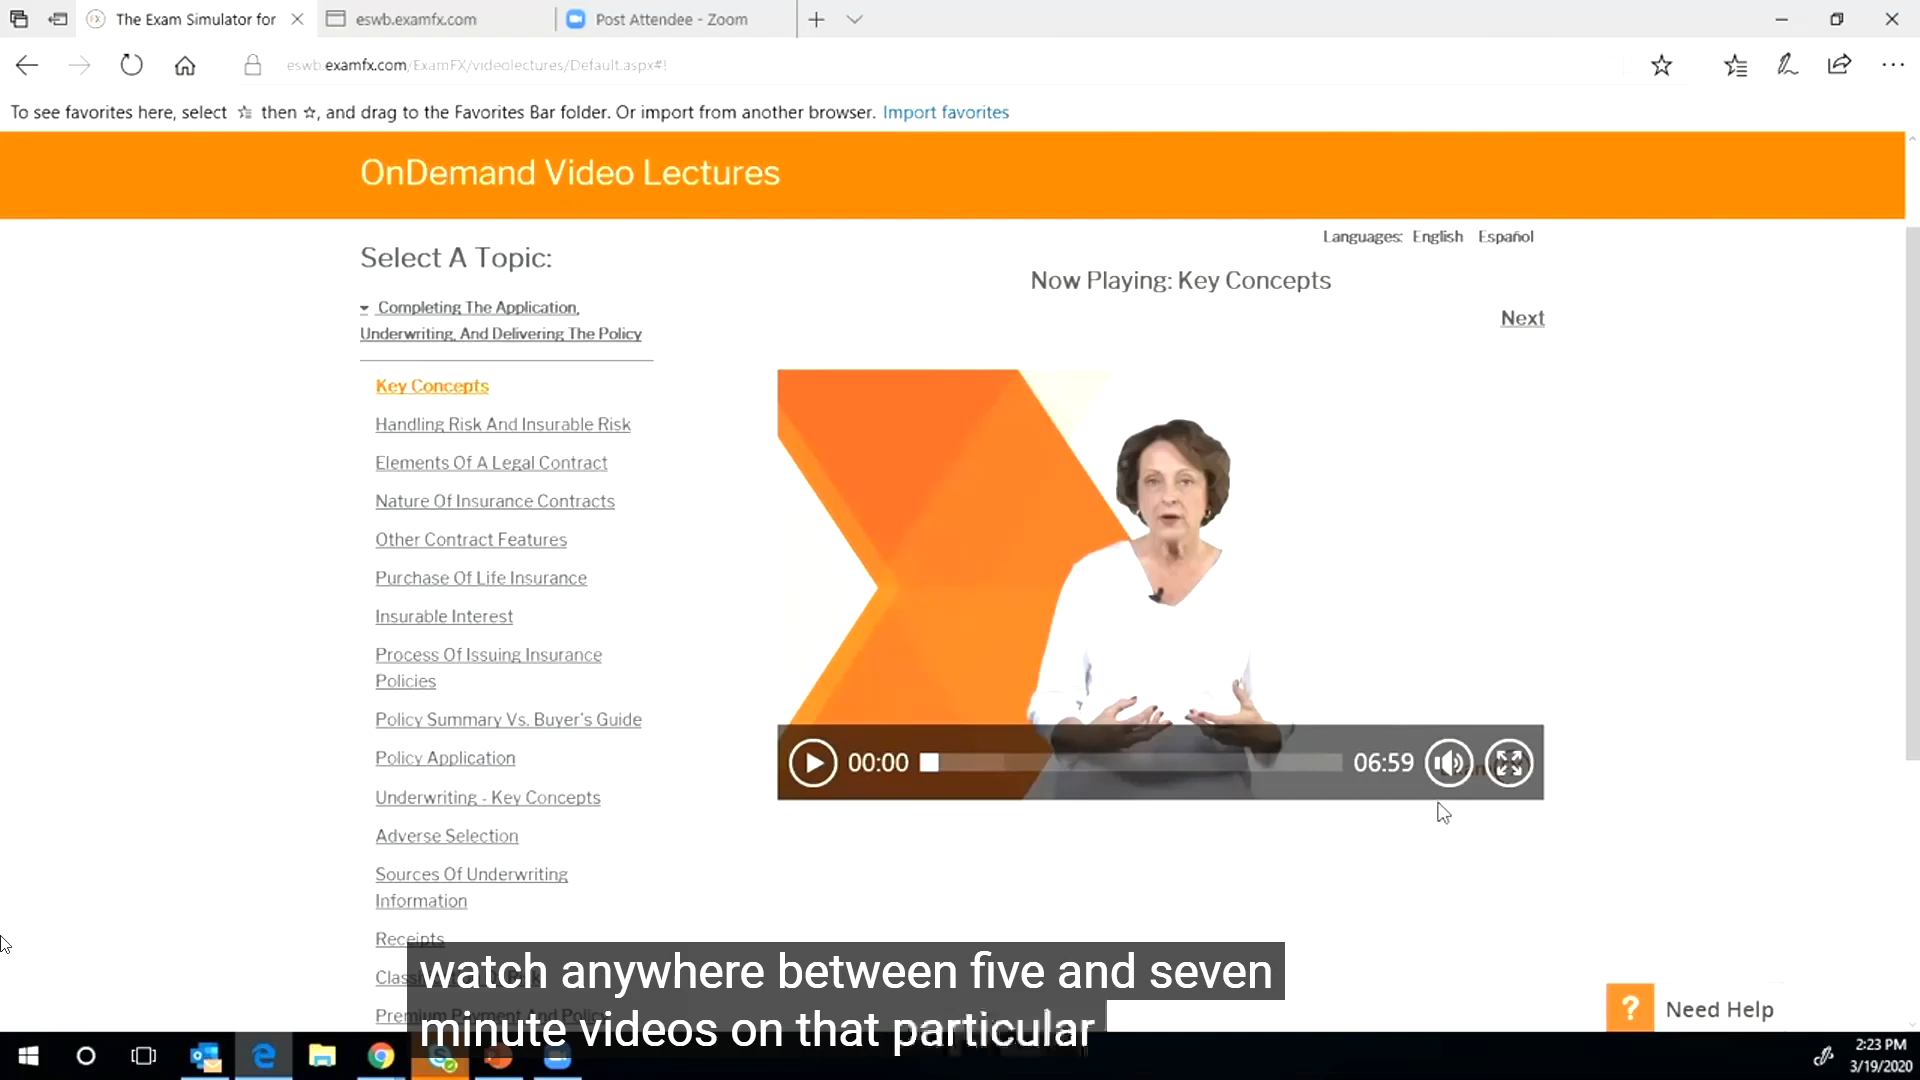 The Exam Simulator for
eswb.examfx.com
Post Attendee - Zoom
eswb.examfx.com/ExamFX/videolectures/Default.aspx#!
To see favorites here, select ☆ then ☆, and drag to the Favorites Bar folder. Or import from another browser. Import favorites
OnDemand Video Lectures
Languages: English Español
Select A Topic:
Now Playing: Key Concepts
Completing The Application,
Underwriting, And Delivering The Policy
Next
Key Concepts
Handling Risk And Insurable Risk
Elements Of A Legal Contract
Nature Of Insurance Contracts
Other Contract Features
Purchase Of Life Insurance
Insurable Interest
Process Of Issuing Insurance
Policies
Policy Summary Vs. Buyer's Guide
Policy Application
00:00
06:59
Underwriting - Key Concepts
Adverse Selection
Sources Of Underwriting
Information
Receipts
watch anywhere between five and seven
minute videos on that particular
Premium Payment And Policy
? Need Help
2:23 PM
3/19/2020